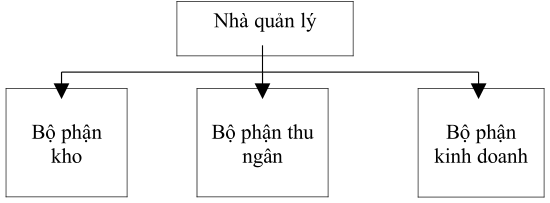 Nhà quản lý
Bộ phận
kho
Bộ phận thu
ngân
Bộ phận
kinh doanh